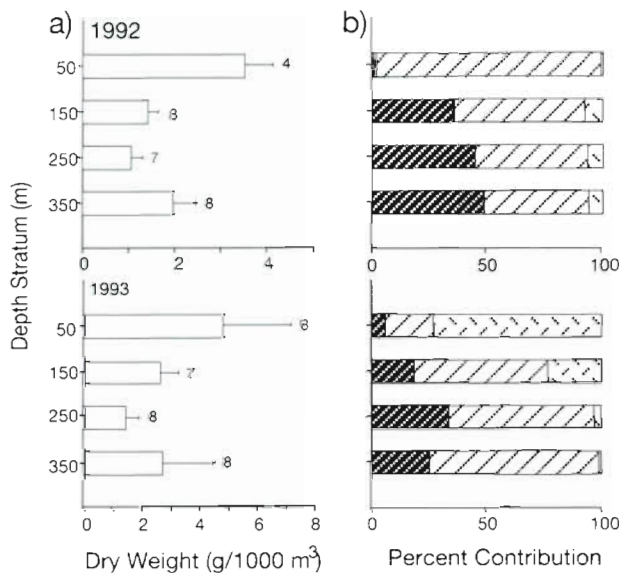 a) b)
1992
50 4
150 8
250 7
350 8
0 2 4
0 50 100
Depth Stratum (m)
1993
50 8
150 7
250 8
350 8
0 2 4 6 8
0 50 100
Dry Weight (g/1000 m³)
Percent Contribution